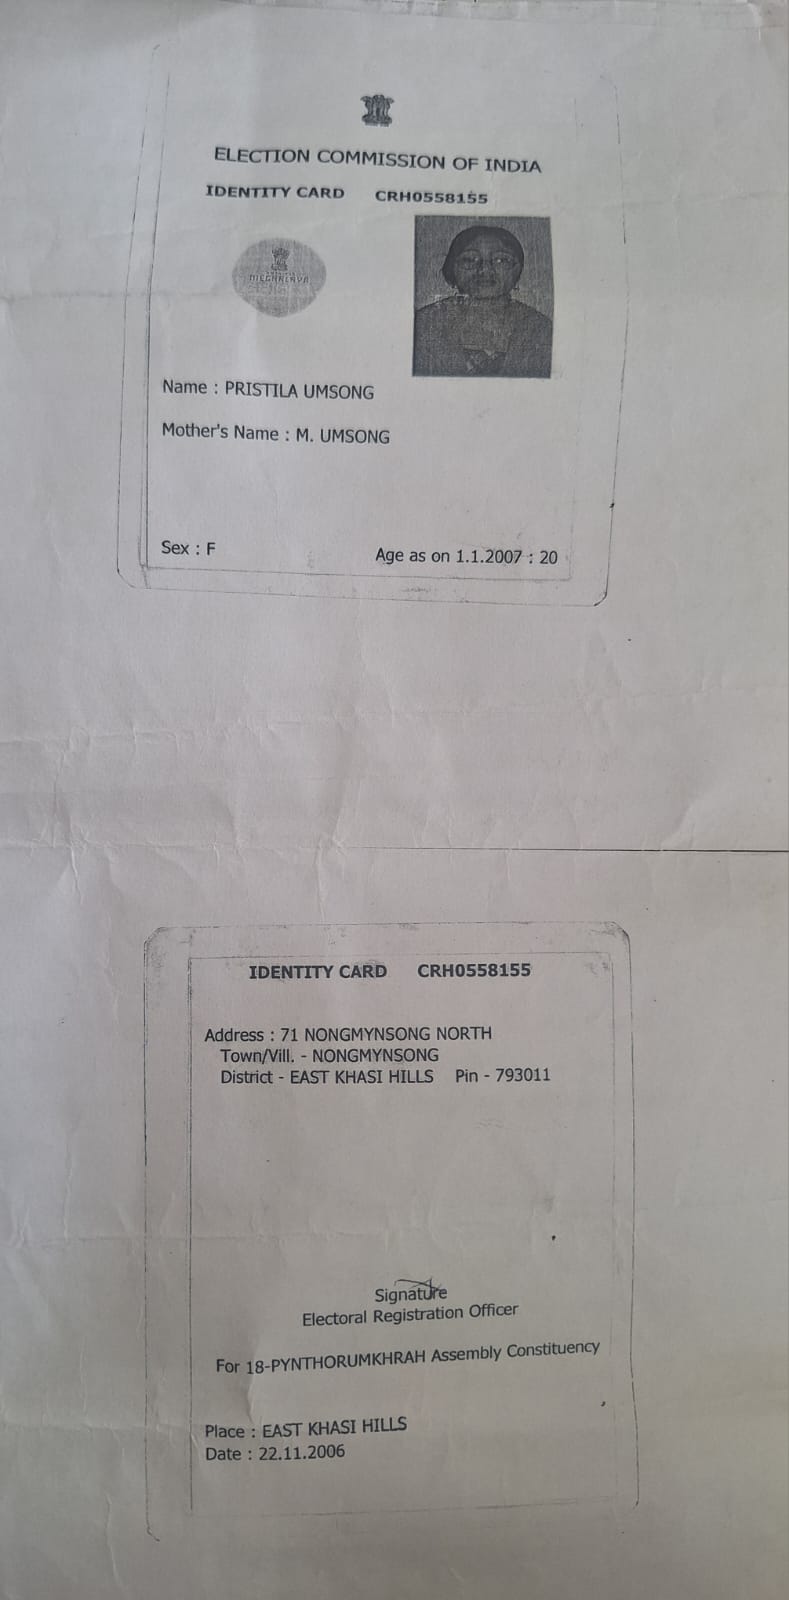 ELECTION COMMISSION OF INDIA
IDENTITY CARD CRH0558155
MEGHALAYA
Name : PRISTILA UMSONG
Mother's Name : M. UMSONG
Sex : F Age as on 1.1.2007 : 20
IDENTITY CARD CRH0558155
Address : 71 NONGMYNSONG NORTH
Town/Vill. - NONGMYNSONG
District - EAST KHASI HILLS Pin - 793011
Signature
Electoral Registration Officer
For 18-PYNTHORUMKHRAH Assembly Constituency
Place : EAST KHASI HILLS
Date : 22.11.2006